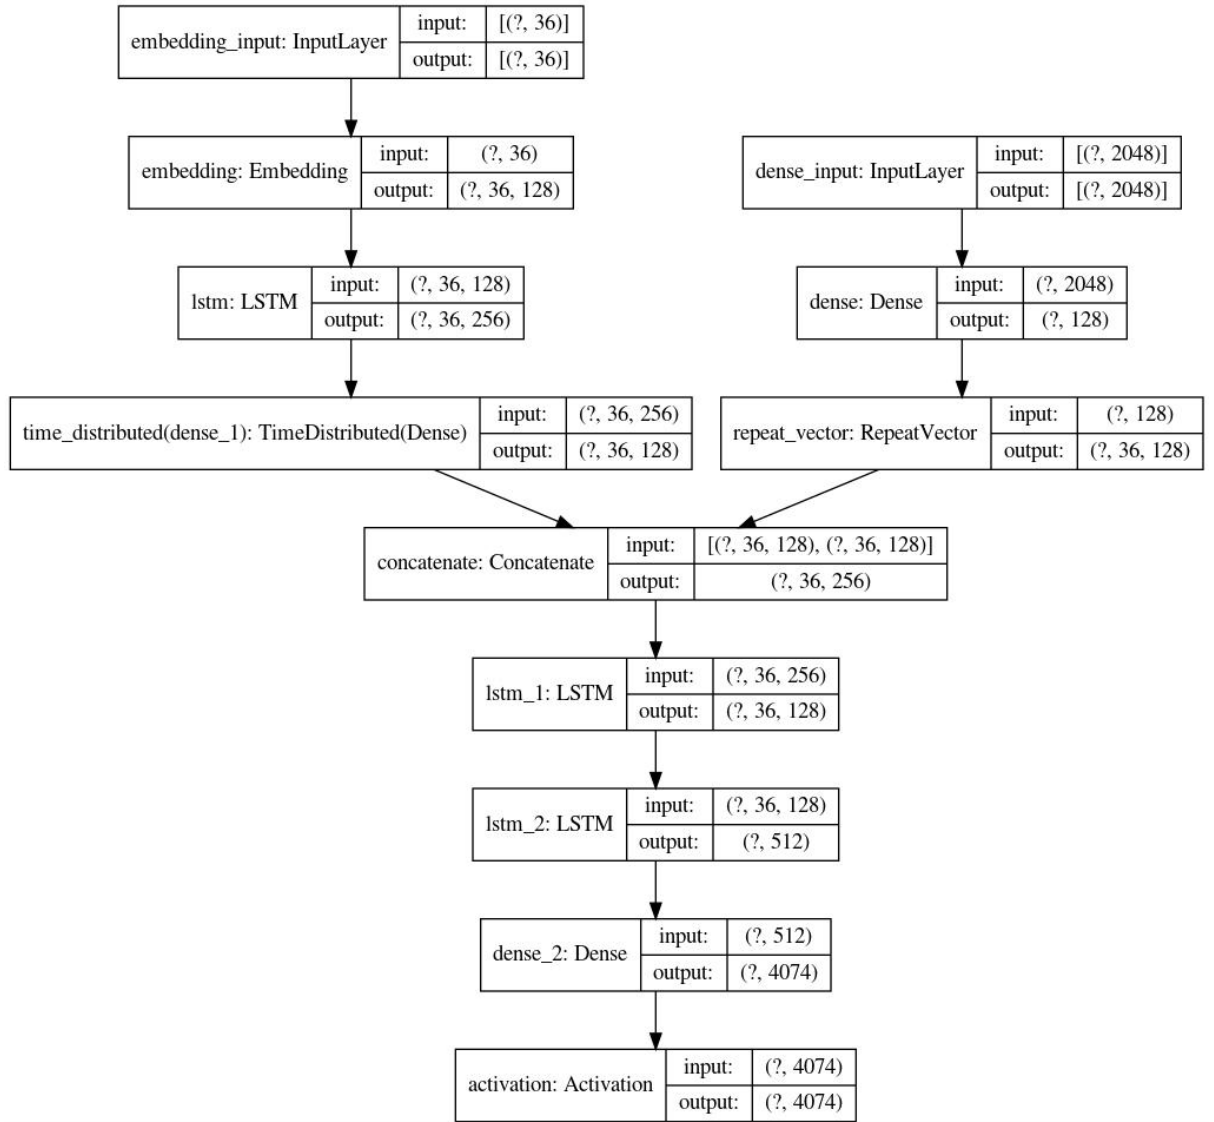 embedding_input: InputLayer
input: [(?, 36)]
output: [(?, 36)]
embedding: Embedding
input: (?, 36)
output: (?, 36, 128)
dense_input: InputLayer
input: [(?, 2048)]
output: [(?, 2048)]
lstm: LSTM
input: (?, 36, 128)
output: (?, 36, 256)
dense: Dense
input: (?, 2048)
output: (?, 128)
time_distributed(dense_1): TimeDistributed(Dense)
input: (?, 36, 256)
output: (?, 36, 128)
repeat_vector: RepeatVector
input: (?, 128)
output: (?, 36, 128)
concatenate: Concatenate
input: [(?, 36, 128), (?, 36, 128)]
output: (?, 36, 256)
lstm_1: LSTM
input: (?, 36, 256)
output: (?, 36, 128)
lstm_2: LSTM
input: (?, 36, 128)
output: (?, 512)
dense_2: Dense
input: (?, 512)
output: (?, 4074)
activation: Activation
input: (?, 4074)
output: (?, 4074)